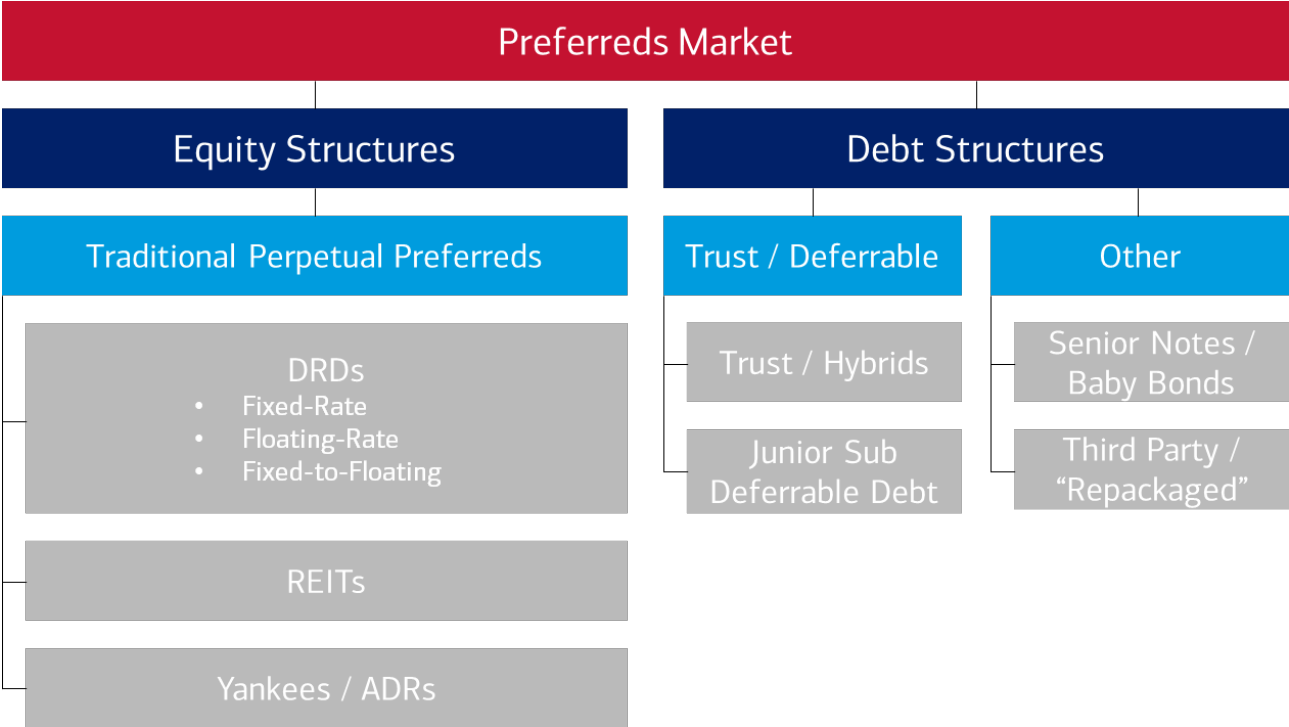 Preferreds Market
Equity Structures
Debt Structures
Traditional Perpetual Preferreds
Trust / Deferrable
Other
DRDs
• Fixed-Rate
• Floating-Rate
• Fixed-to-Floating
REITs
Yankees / ADRs
Trust / Hybrids
Junior Sub
Deferrable Debt
Senior Notes /
Baby Bonds
Third Party /
“Repackaged”